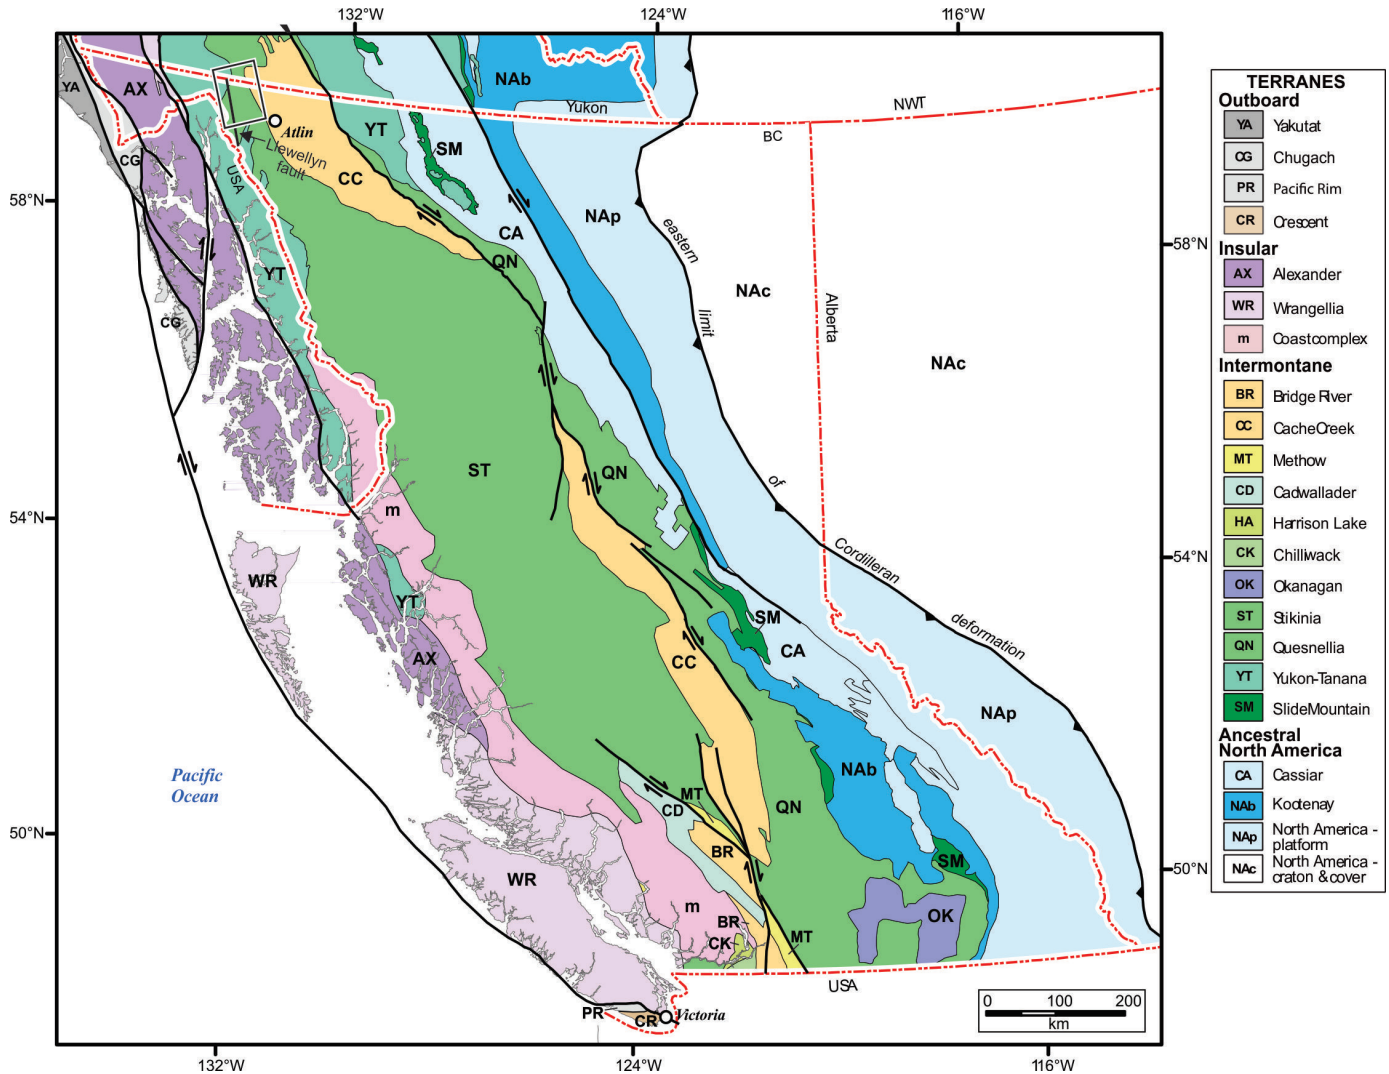 132°W
124°W
116°W
YA
AX
NAb
Yukon
NWT
BC
Atlin
Llewellyn
fault
YT
SM
CG
USA
CC
58°N
58°N
NAp
CA
QN
YT
eastern
limit
of
Cordilleran
deformation
NAc
Alberta
CG
NAc
ST
QN
m
54°N
54°N
WR
YT
SM
CA
AX
CC
NAp
Pacific
Ocean
NAb
MT
CD
QN
50°N
50°N
BR
SM
WR
m
OK
BR
CK
MT
USA
PR
CR
Victoria
0 100 200
km
132°W
124°W
116°W
TERRANES
Outboard
YA Yakutat
CG Chugach
PR Pacific Rim
CR Crescent
Insular
AX Alexander
WR Wrangellia
m Coastcomplex
Intermontane
BR Bridge River
CC CacheCreek
MT Methow
CD Cadwallader
HA Harrison Lake
CK Chilliwack
OK Okanagan
ST Stikinia
QN Quesnellia
YT Yukon-Tanana
SM SlideMountain
Ancestral
North America
CA Cassiar
NAb Kootenay
NAp North America -
platform
NAc North America -
craton & cover